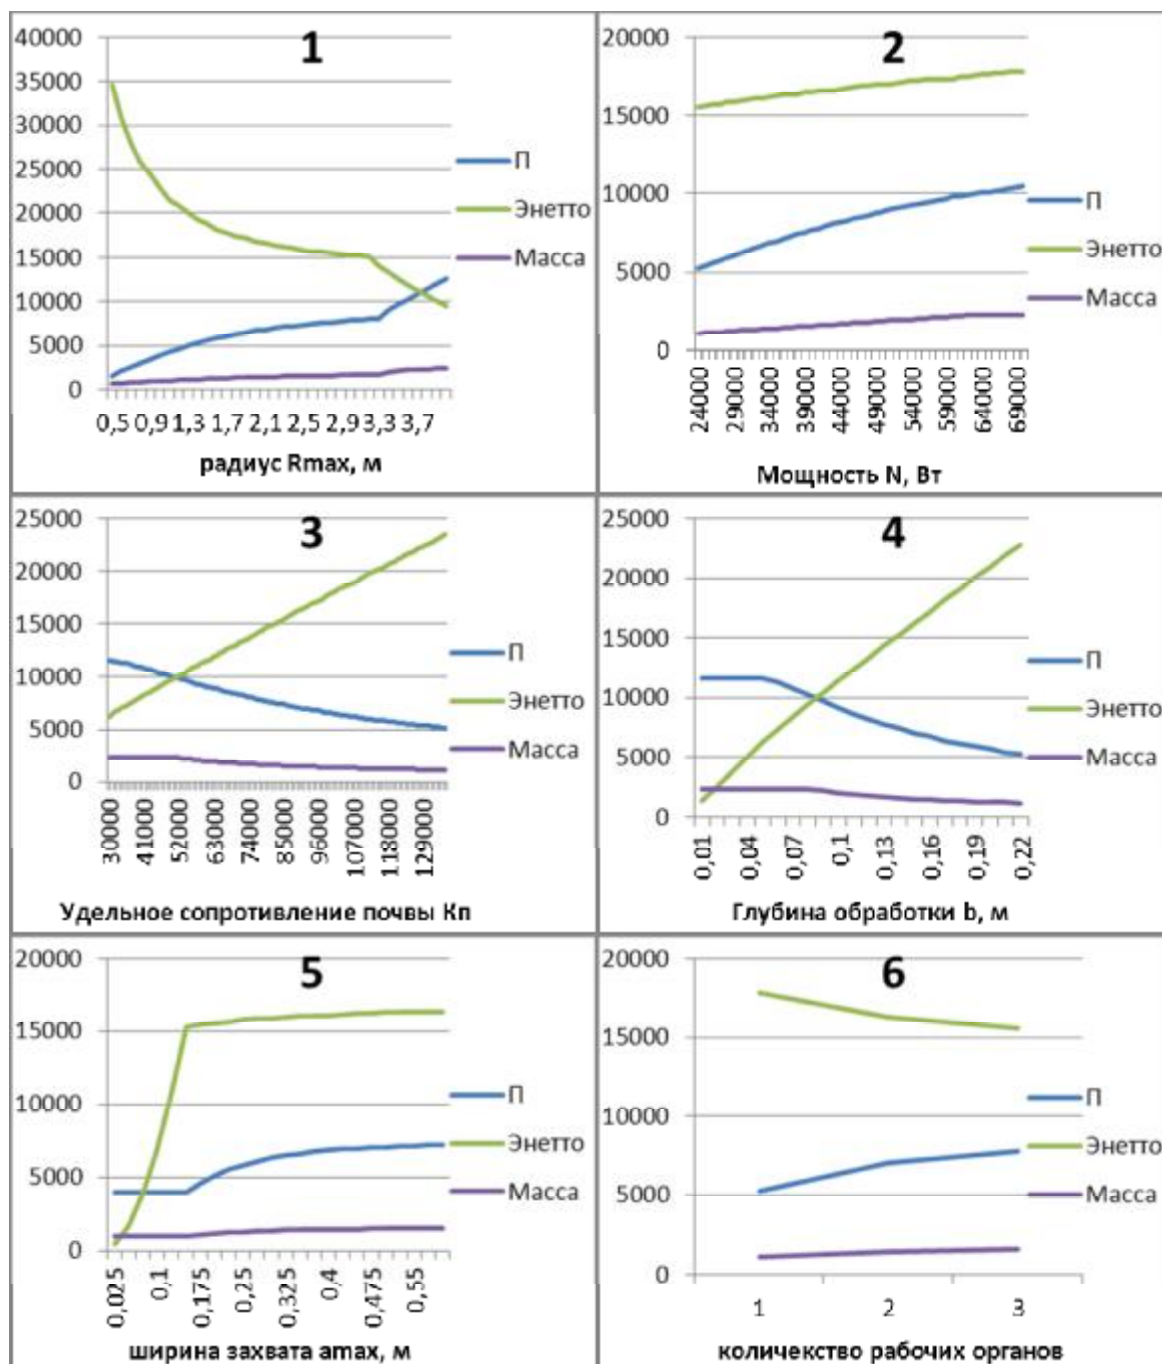 1
40000
35000
30000
25000
20000
15000
10000
5000
0
0,5 0,9 1,3 1,7 2,1 2,5 2,9 3,3 3,7
радиус Rmax, м
П
Энетто
Масса
2
20000
15000
10000
5000
0
24000 29000 34000 39000 44000 49000 54000 59000 64000 69000
Мощность N, Вт
П
Энетто
Масса
3
25000
20000
15000
10000
5000
0
30000 41000 52000 63000 74000 85000 96000 107000 118000 129000
Удельное сопротивление почвы Кп
П
Энетто
Масса
4
25000
20000
15000
10000
5000
0
0,01 0,04 0,07 0,1 0,13 0,16 0,19 0,22
Глубина обработки b, м
П
Энетто
Масса
5
20000
15000
10000
5000
0
0,025 0,1 0,175 0,25 0,325 0,4 0,475 0,55
ширина захвата amax, м
П
Энетто
Масса
6
20000
15000
10000
5000
0
1 2 3
количекство рабочих органов
П
Энетто
Масса